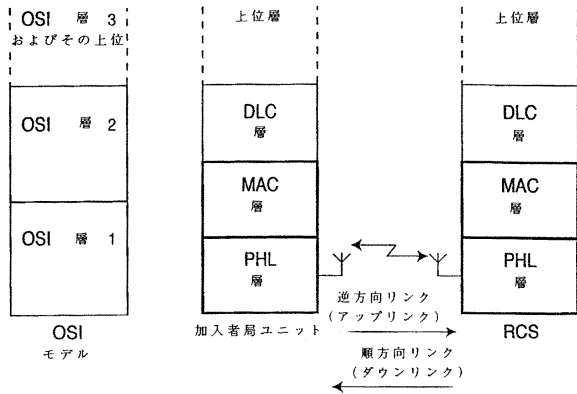 OSI 層 3
およびその上位
OSI 層 2
OSI 層 1
OSI
モデル
上位層
DLC
層
MAC
層
PHL
層
加入者局ユニット
逆方向リンク
(アップリンク)
順方向リンク
(ダウンリンク)
上位層
DLC
層
MAC
層
PHL
層
RCS